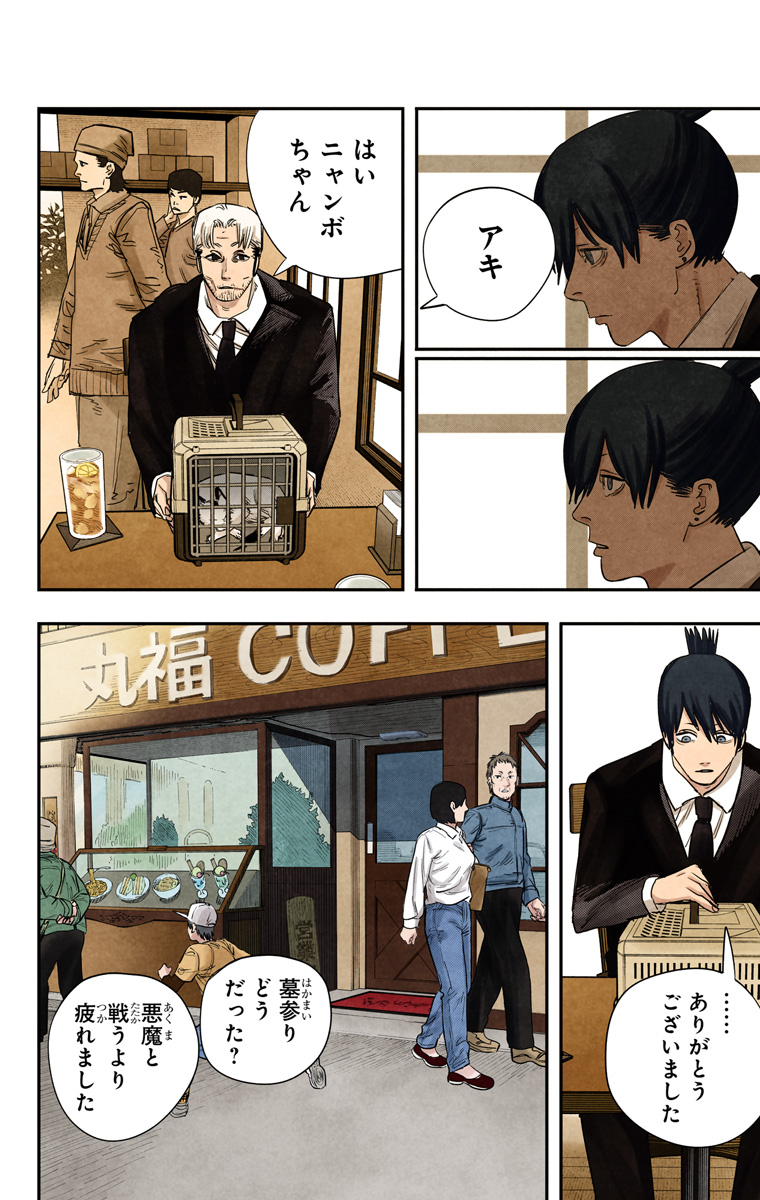 アキ
はい
ニャンボ
ちゃん
……
ありがとう
ございました
丸福 COFFE
墓参り
どう
だった？
悪魔と
戦うより
疲れました